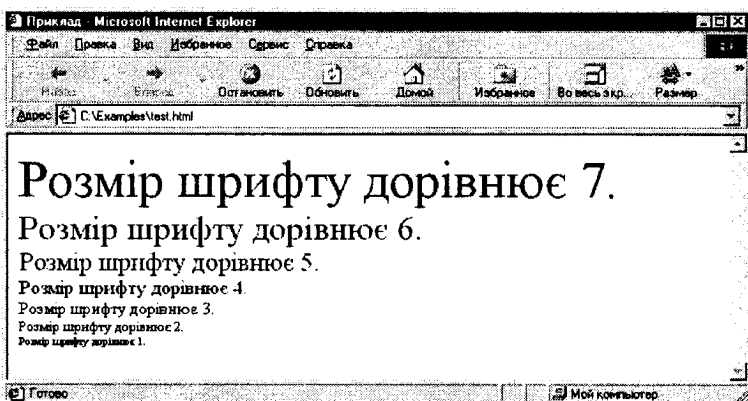 Приклад - Microsoft Internet Explorer
Файл Правка Вид Избранное Сервис Справка
Назад Вперед Остановить Обновить Домой Избранное Во весь экр... Размер »
Адрес C:\Examples\test.html
Розмір шрифту дорівнює 7.
Розмір шрифту дорівнює 6.
Розмір шрифту дорівнює 5.
Розмір шрифту дорівнює 4.
Розмір шрифту дорівнює 3.
Розмір шрифту дорівнює 2.
Розмір шрифту дорівнює 1.
Готово Мой компьютер